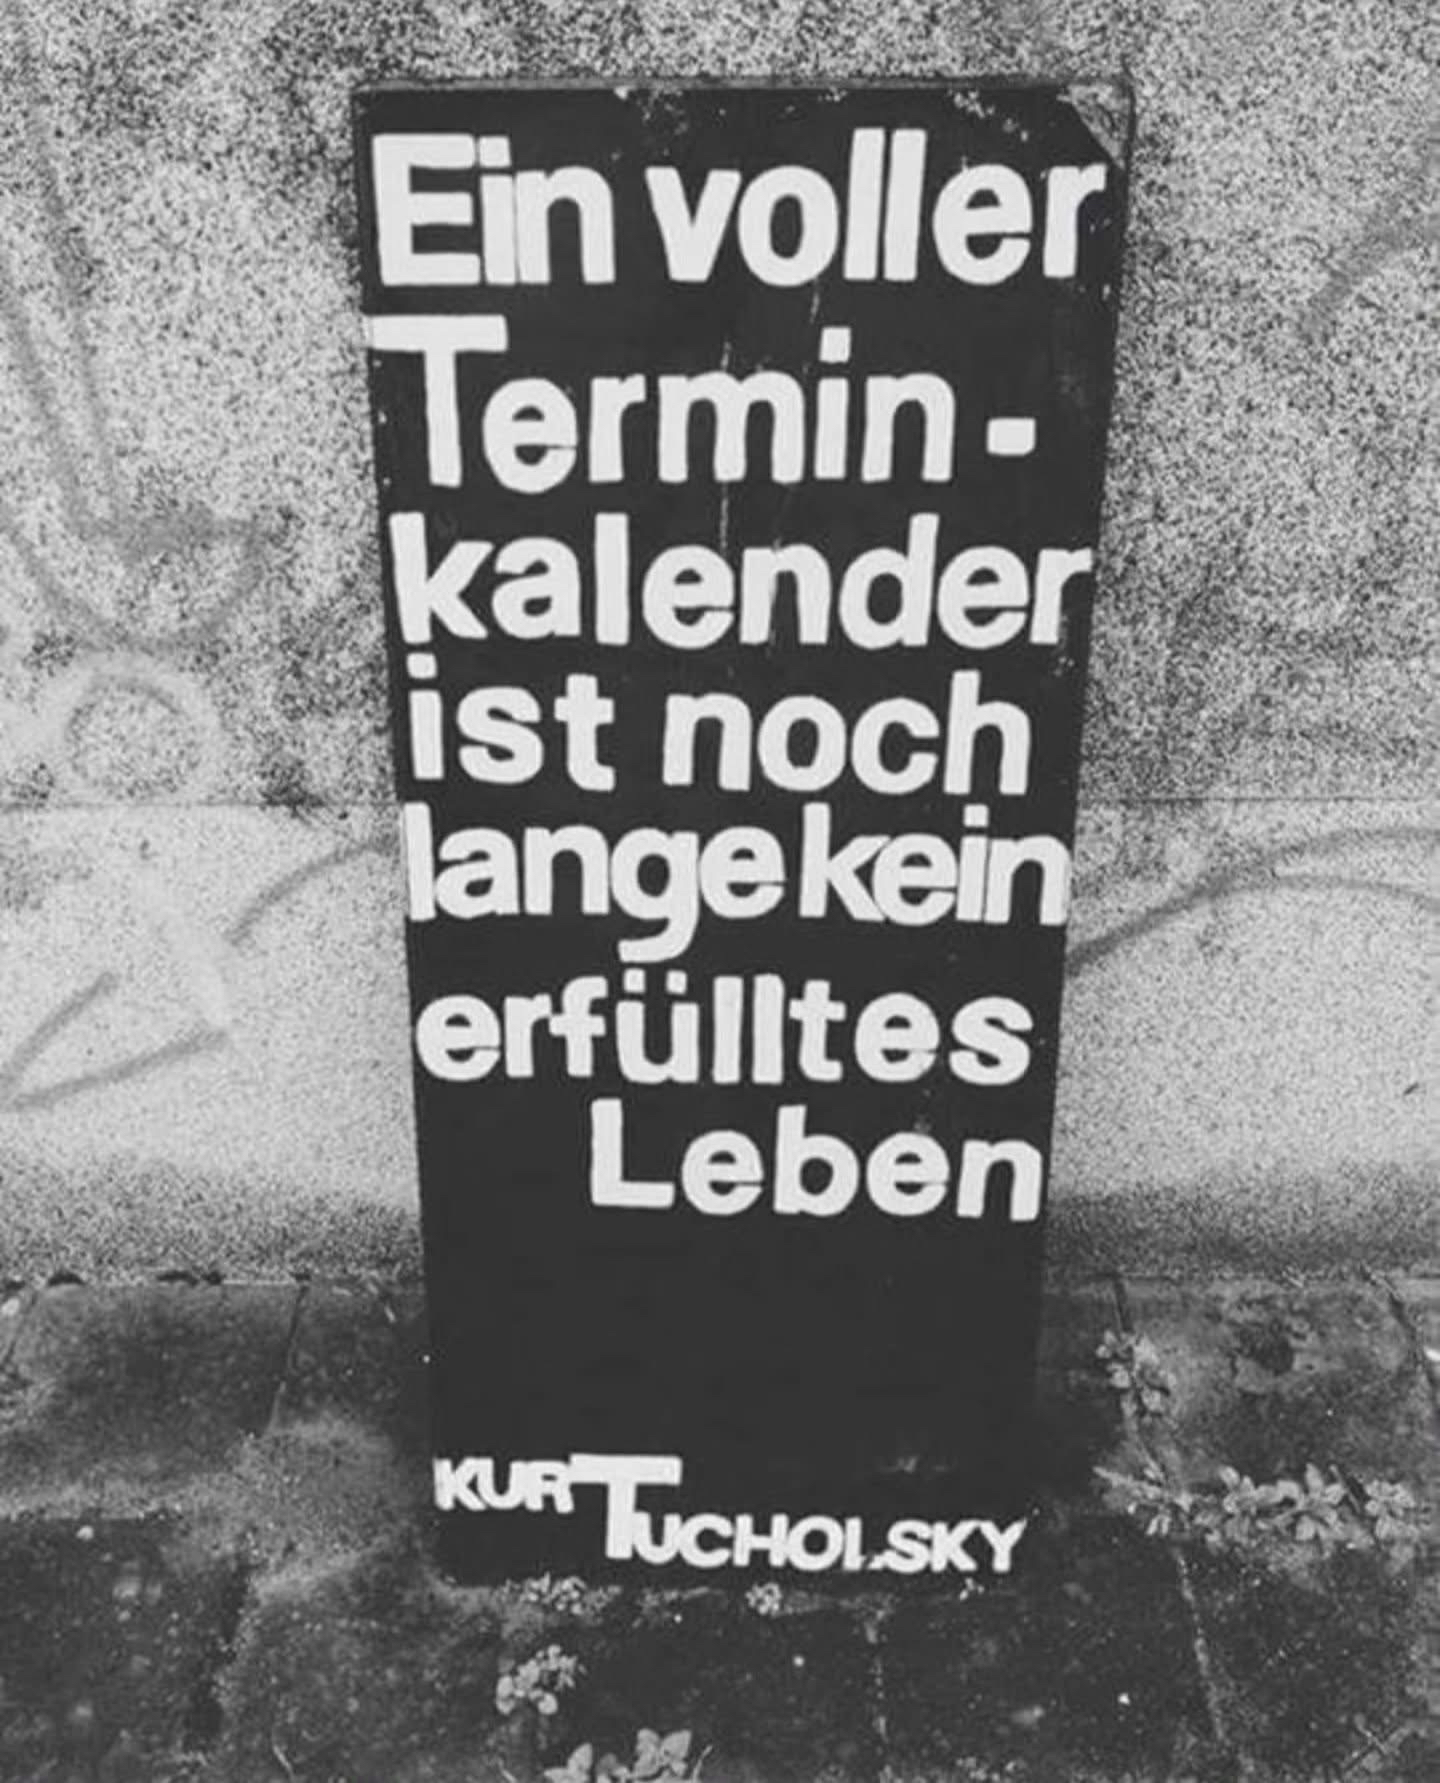 Ein voller
Termin-
kalender
ist noch
lange kein
erfülltes
Leben
KURT
TUCHOLSKY